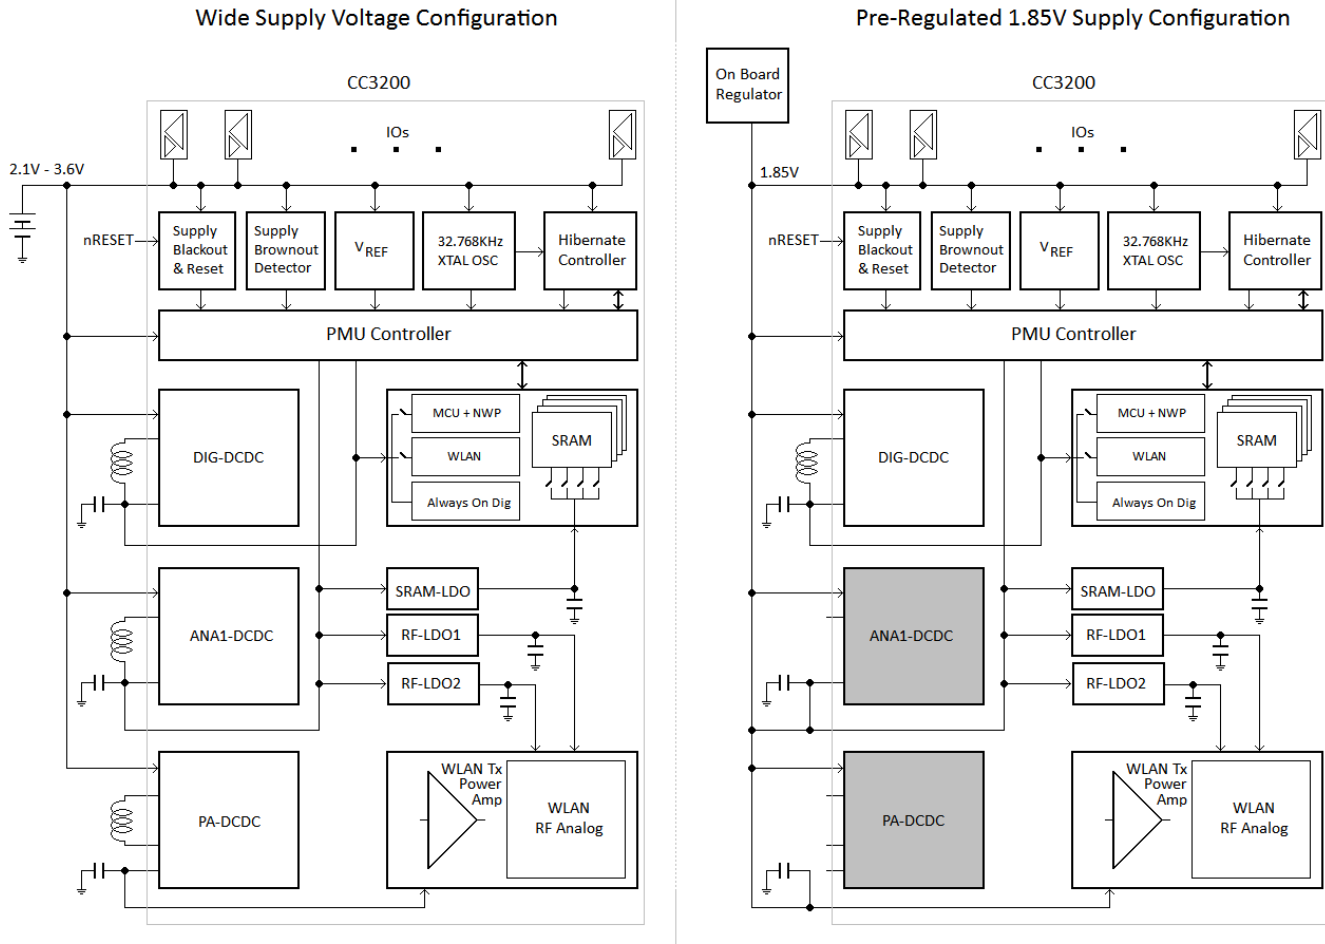 Wide Supply Voltage Configuration
CC3200
IOs
2.1V - 3.6V
nRESET
Supply
Blackout
& Reset
Supply
Brownout
Detector
VREF
32.768KHz
XTAL OSC
Hibernate
Controller
PMU Controller
DIG-DCDC
MCU + NWP
WLAN
Always On Dig
SRAM
ANA1-DCDC
SRAM-LDO
RF-LDO1
RF-LDO2
PA-DCDC
WLAN Tx
Power
Amp
WLAN
RF Analog
Pre-Regulated 1.85V Supply Configuration
On Board
Regulator
CC3200
IOs
1.85V
nRESET
Supply
Blackout
& Reset
Supply
Brownout
Detector
VREF
32.768KHz
XTAL OSC
Hibernate
Controller
PMU Controller
DIG-DCDC
MCU + NWP
WLAN
Always On Dig
SRAM
ANA1-DCDC
SRAM-LDO
RF-LDO1
RF-LDO2
PA-DCDC
WLAN Tx
Power
Amp
WLAN
RF Analog